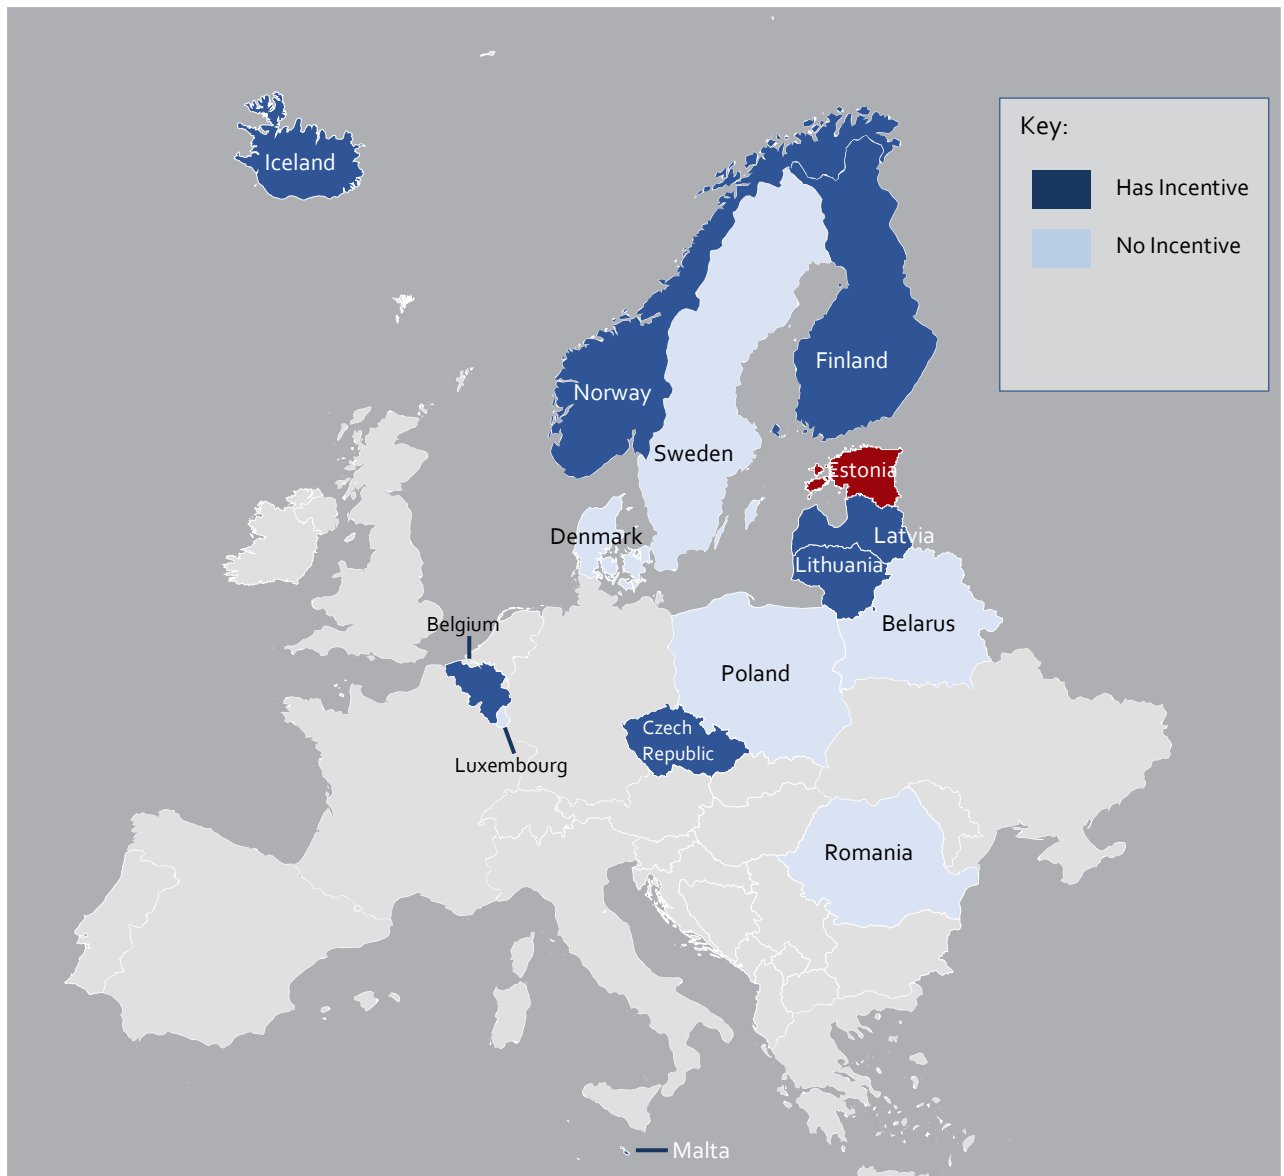 Key:
Has Incentive
No Incentive
Iceland
Finland
Norway
Sweden
Estonia
Denmark
Latvia
Lithuania
Belgium
Belarus
Poland
Czech
Republic
Luxembourg
Romania
Malta